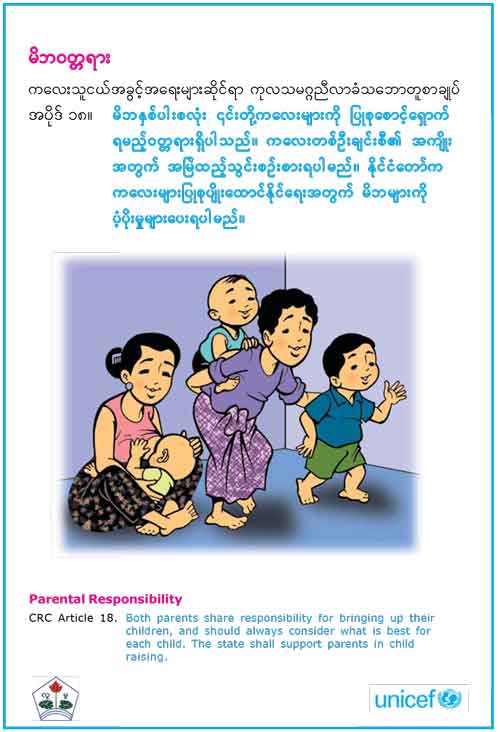 မိဘဝတ္တရား
ကလေးသူငယ်အခွင့်အရေးများဆိုင်ရာ ကုလသမဂ္ဂညီလာခံသဘောတူစာချုပ်
အပိုဒ် ၁၈။ မိဘနှစ်ပါးစလုံး ၎င်းတို့ကလေးများကို ပြုစုစောင့်ရှောက်
ရမည့်ဝတ္တရားရှိပါသည်။ ကလေးတစ်ဦးချင်းစီ၏ အကျိုး
အတွက် အမြဲထည့်သွင်းစဉ်းစားရပါမည်။ နိုင်ငံတော်က
ကလေးများပြုစုပျိုးထောင်နိုင်ရေးအတွက် မိဘများကို
ပံ့ပိုးမှုများပေးရပါမည်။
Parental Responsibility
CRC Article 18. Both parents share responsibility for bringing up their
children, and should always consider what is best for
each child. The state shall support parents in child
raising.
unicef